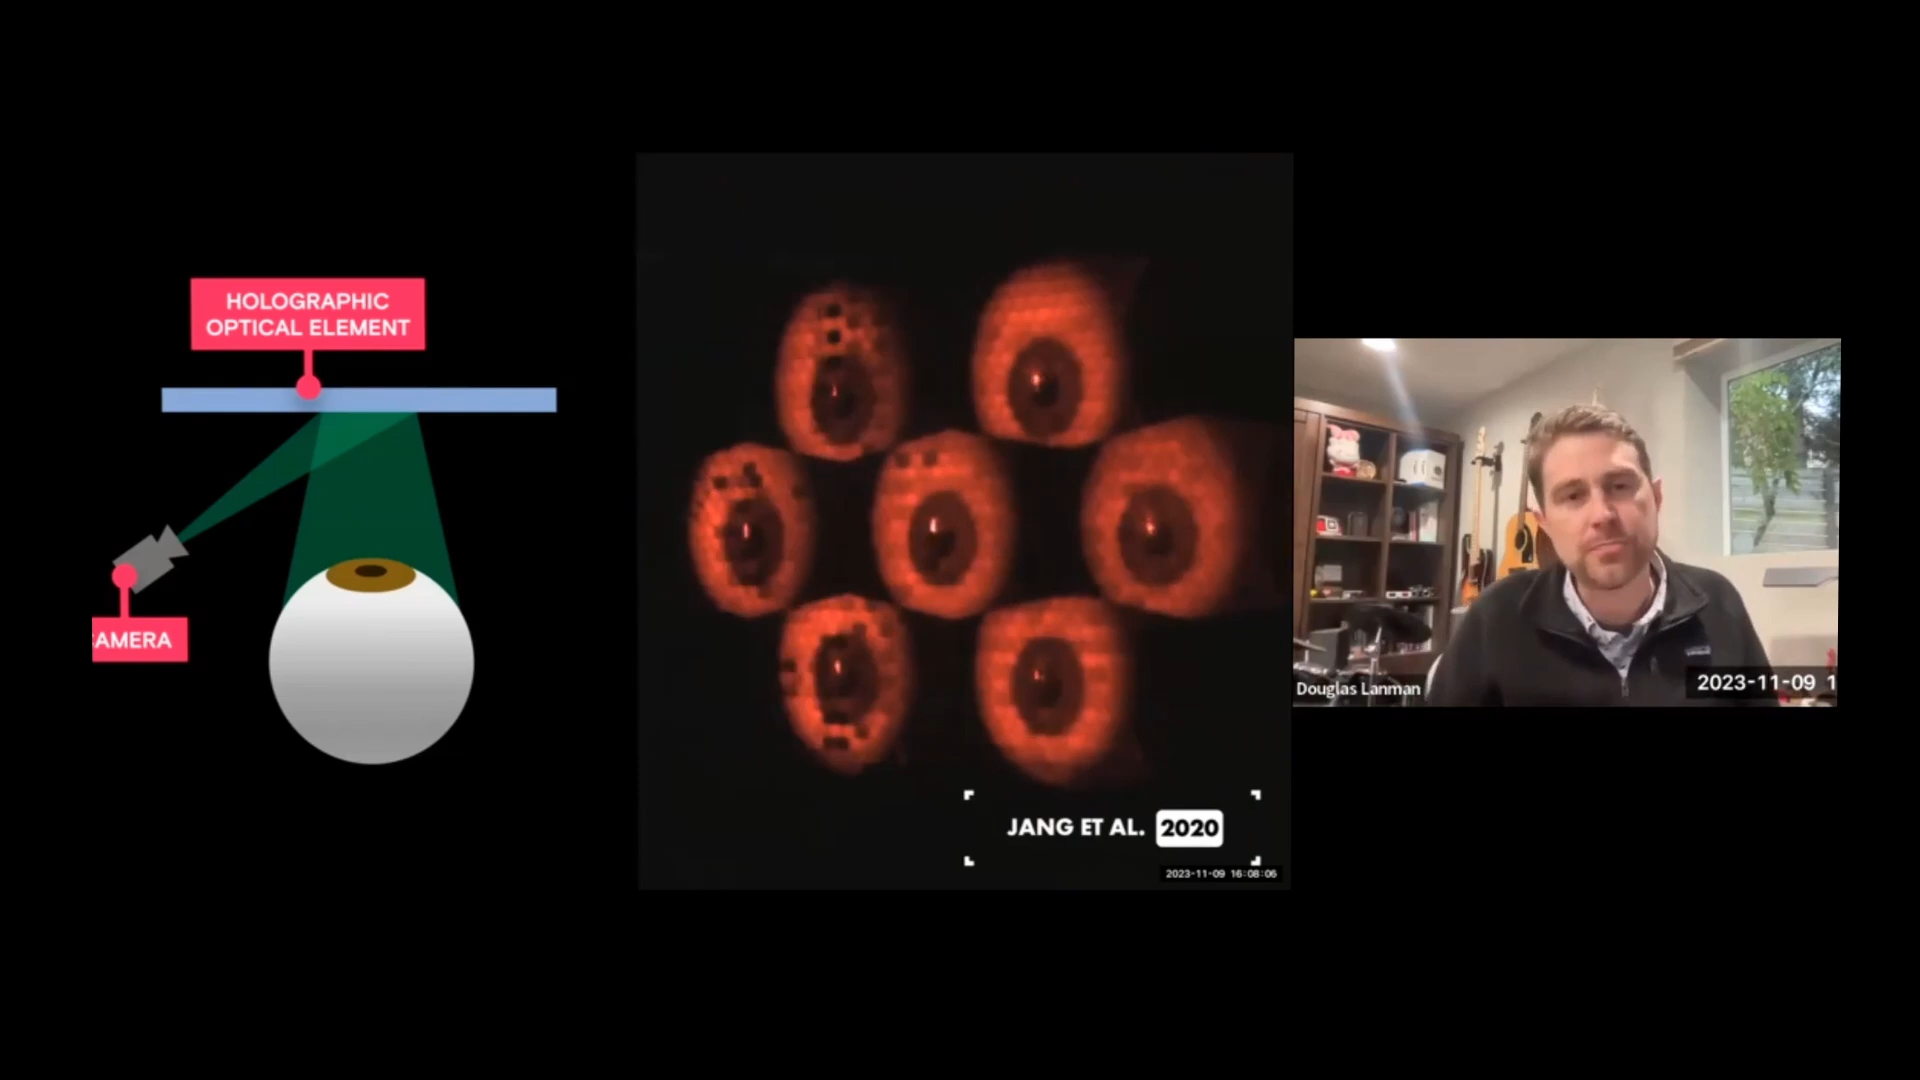 HOLOGRAPHIC
OPTICAL ELEMENT
AMERA
JANG ET AL. 2020
2023-11-09 16:08:06
Douglas Lanman
2023-11-09 1